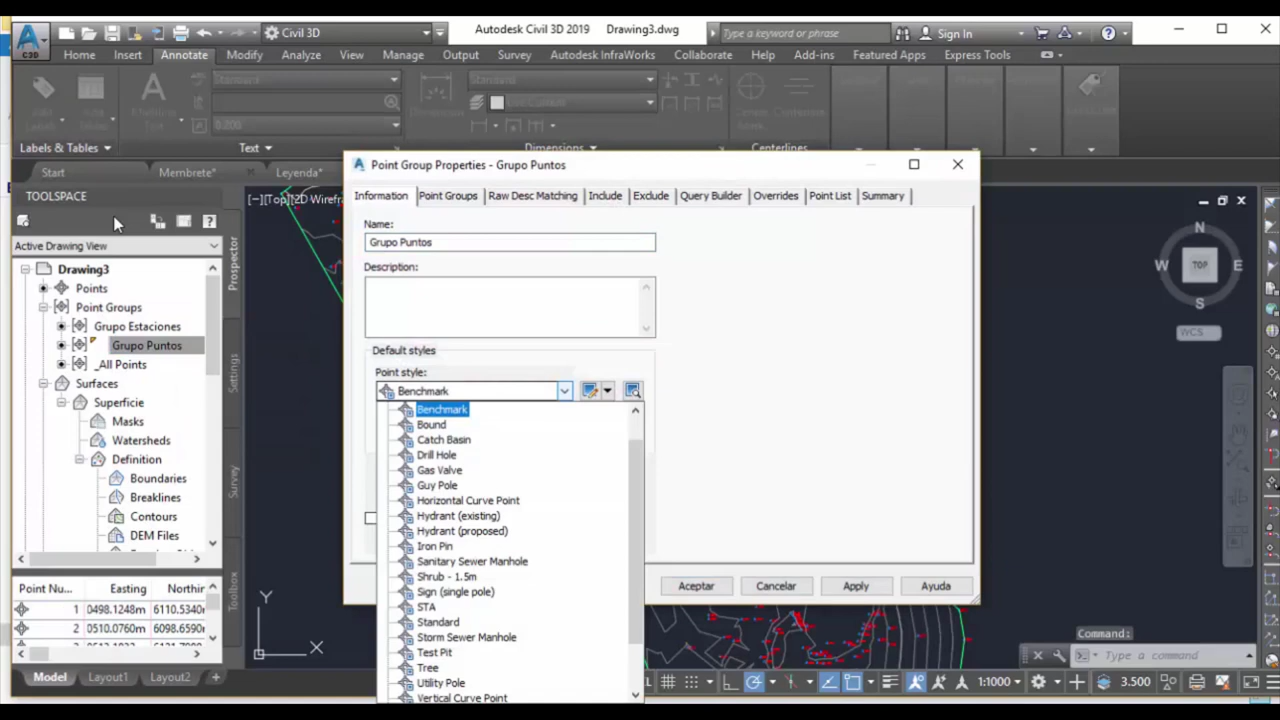 Civil 3D
Autodesk Civil 3D 2019 Drawing3.dwg
Type a keyword or phrase
Sign In
C3D
Home Insert Annotate Modify Analyze View Manage Output Survey Autodesk InfraWorks Collaborate Help Add-ins Featured Apps Express Tools
Standard
Standard
0.200
Labels & Tables
Text
Dimensions
Centerlines
Start
Membrete*
Leyenda*
TOOLSPACE
Active Drawing View
Drawing3
Points
Point Groups
Grupo Estaciones
Grupo Puntos
_All Points
Surfaces
Superficie
Masks
Watersheds
Definition
Boundaries
Breaklines
Contours
DEM Files
Prospector
Settings
Survey
Toolbox
Point Nu... Easting Northin
1 0498.1248m 6110.5340
2 0510.0760m 6098.6590
[−][Top][2D Wirefra
Point Group Properties - Grupo Puntos
Information Point Groups Raw Desc Matching Include Exclude Query Builder Overrides Point List Summary
Name:
Grupo Puntos
Description:
Default styles
Point style:
Benchmark
Benchmark
Bound
Catch Basin
Drill Hole
Gas Valve
Guy Pole
Horizontal Curve Point
Hydrant (existing)
Hydrant (proposed)
Iron Pin
Sanitary Sewer Manhole
Shrub - 1.5m
Sign (single pole)
STA
Standard
Storm Sewer Manhole
Test Pit
Tree
Utility Pole
Vertical Curve Point
Aceptar Cancelar Apply Ayuda
N
W TOP E
S
WCS
Y
X
Command:
Type a command
Model Layout1 Layout2 +
1:1000
3.500